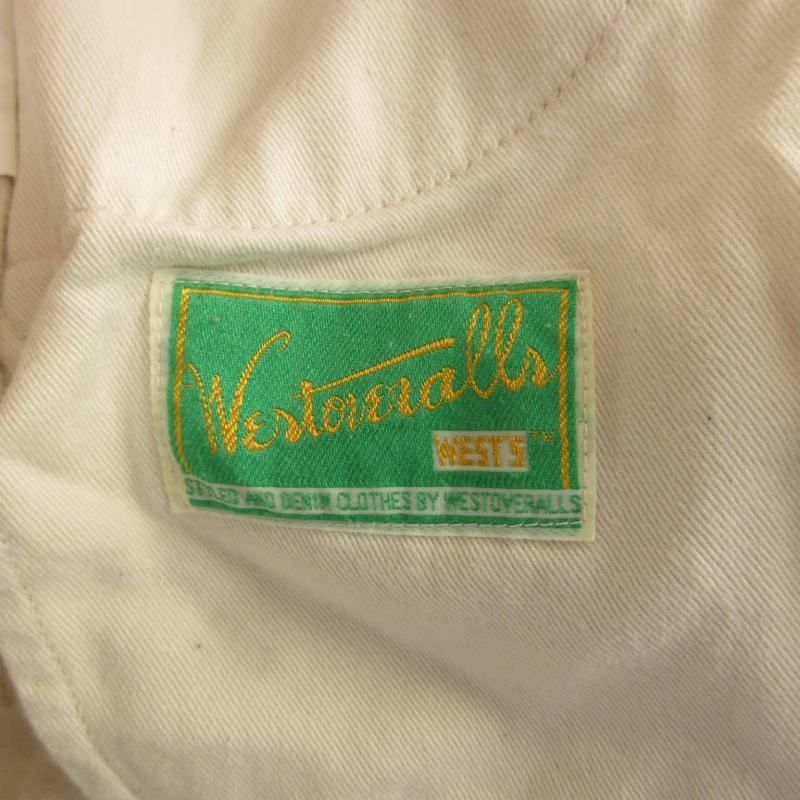 Westoveralls
WEST'S™
STYLED AND DENIM CLOTHES BY WESTOVERALLS